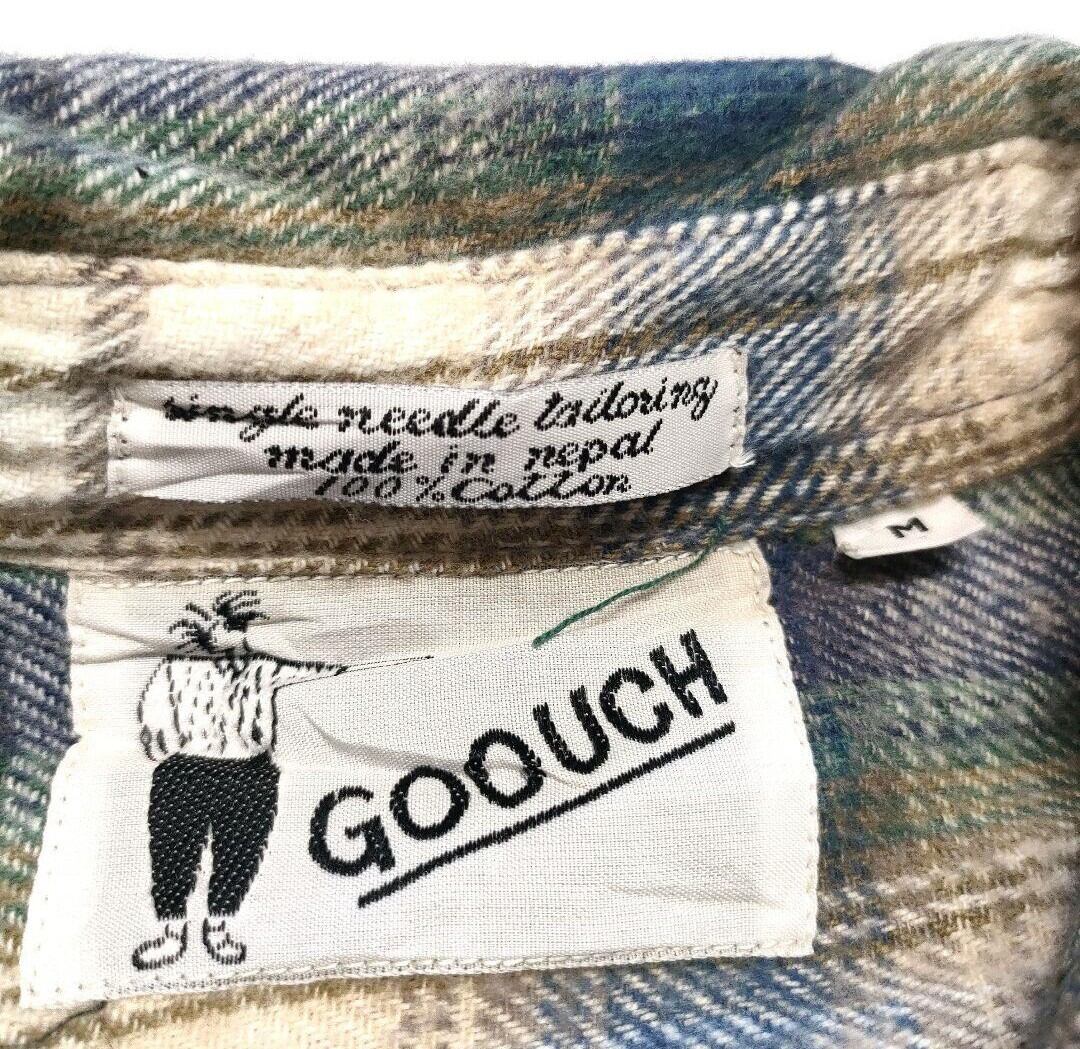 single needle tailoring
made in nepal
100% Cotton
M
GOOUCH